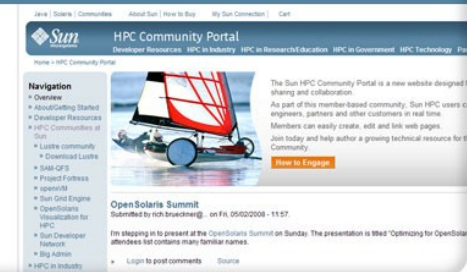 Java | Solaris | Communities About Sun | How to Buy My Sun Connection | Cart
Sun
microsystems
HPC Community Portal
Developer Resources HPC in Industry HPC in Research/Education HPC in Government HPC Technology
Home » HPC Community Portal
Navigation
Overview
About/Getting Started
Developer Resources
HPC Communities at
Sun
Lustre community
Download Lustre
SAM-QFS
Project Fortress
openxVM
Sun Grid Engine
OpenSolaris
Visualization for
HPC
Sun Developer
Network
Big Admin
HPC in Industry
The Sun HPC Community Portal is a new website designed
sharing and collaboration.
As part of this member-based community, Sun HPC users
engineers, partners and other customers in real time.
Members can easily create, edit and link web pages.
Join today and help author a growing technical resource for
Community.
How to Engage
OpenSolaris Summit
Submitted by rich.brueckner@... on Fri, 05/02/2008 - 11:57.
I'm stepping in to present at the OpenSolaris Summit on Sunday. The presentation is titled "Optimizing for OpenSola
attendees list contains many familiar names.
» Login to post comments Source